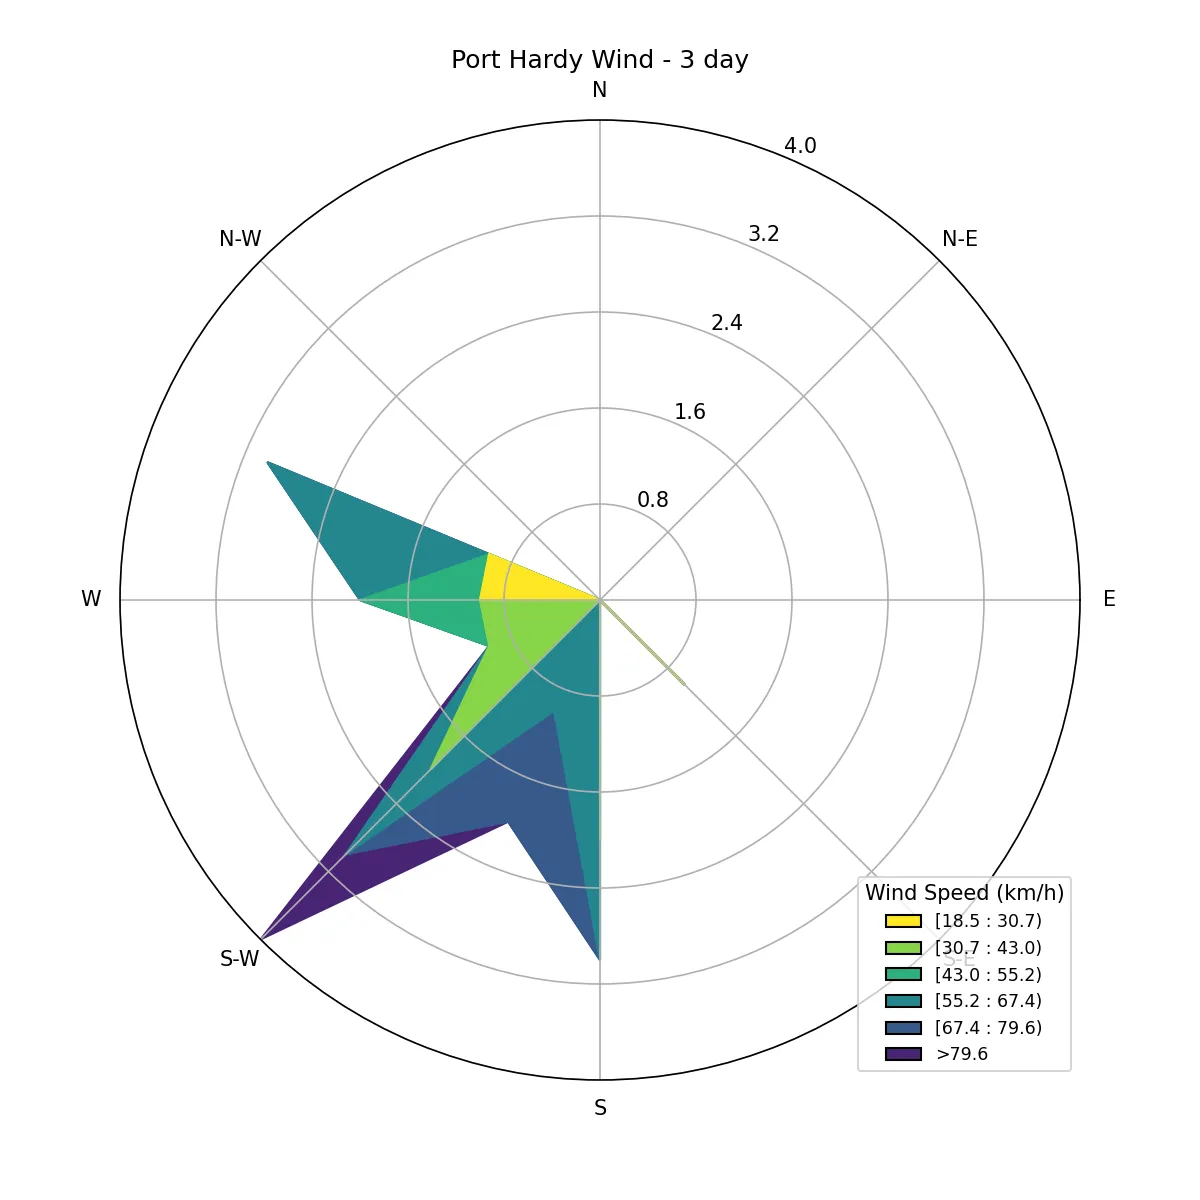 Port Hardy Wind - 3 day
N
4.0
N-W
N-E
3.2
2.4
1.6
0.8
W
E
S-W
S-E
S
Wind Speed (km/h)
[18.5 : 30.7)
[30.7 : 43.0)
[43.0 : 55.2)
[55.2 : 67.4)
[67.4 : 79.6)
>79.6